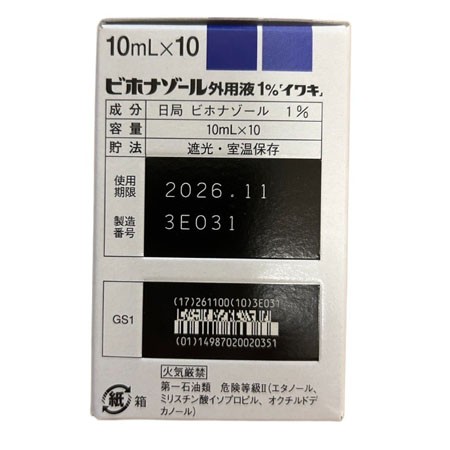 10mL×10
ビホナゾール外用液1%「イワキ」
成分 日局 ビホナゾール 1%
容量 10mL×10
貯法 遮光・室温保存
使用期限 2026.11
製造番号 3E031
(17)261100(10)3E031
GS1
(01)14987020020351
火気厳禁
第一石油類 危険等級Ⅱ(エタノール、
ミリスチン酸イソプロピル、オクチルドデ
カノール)
紙 箱